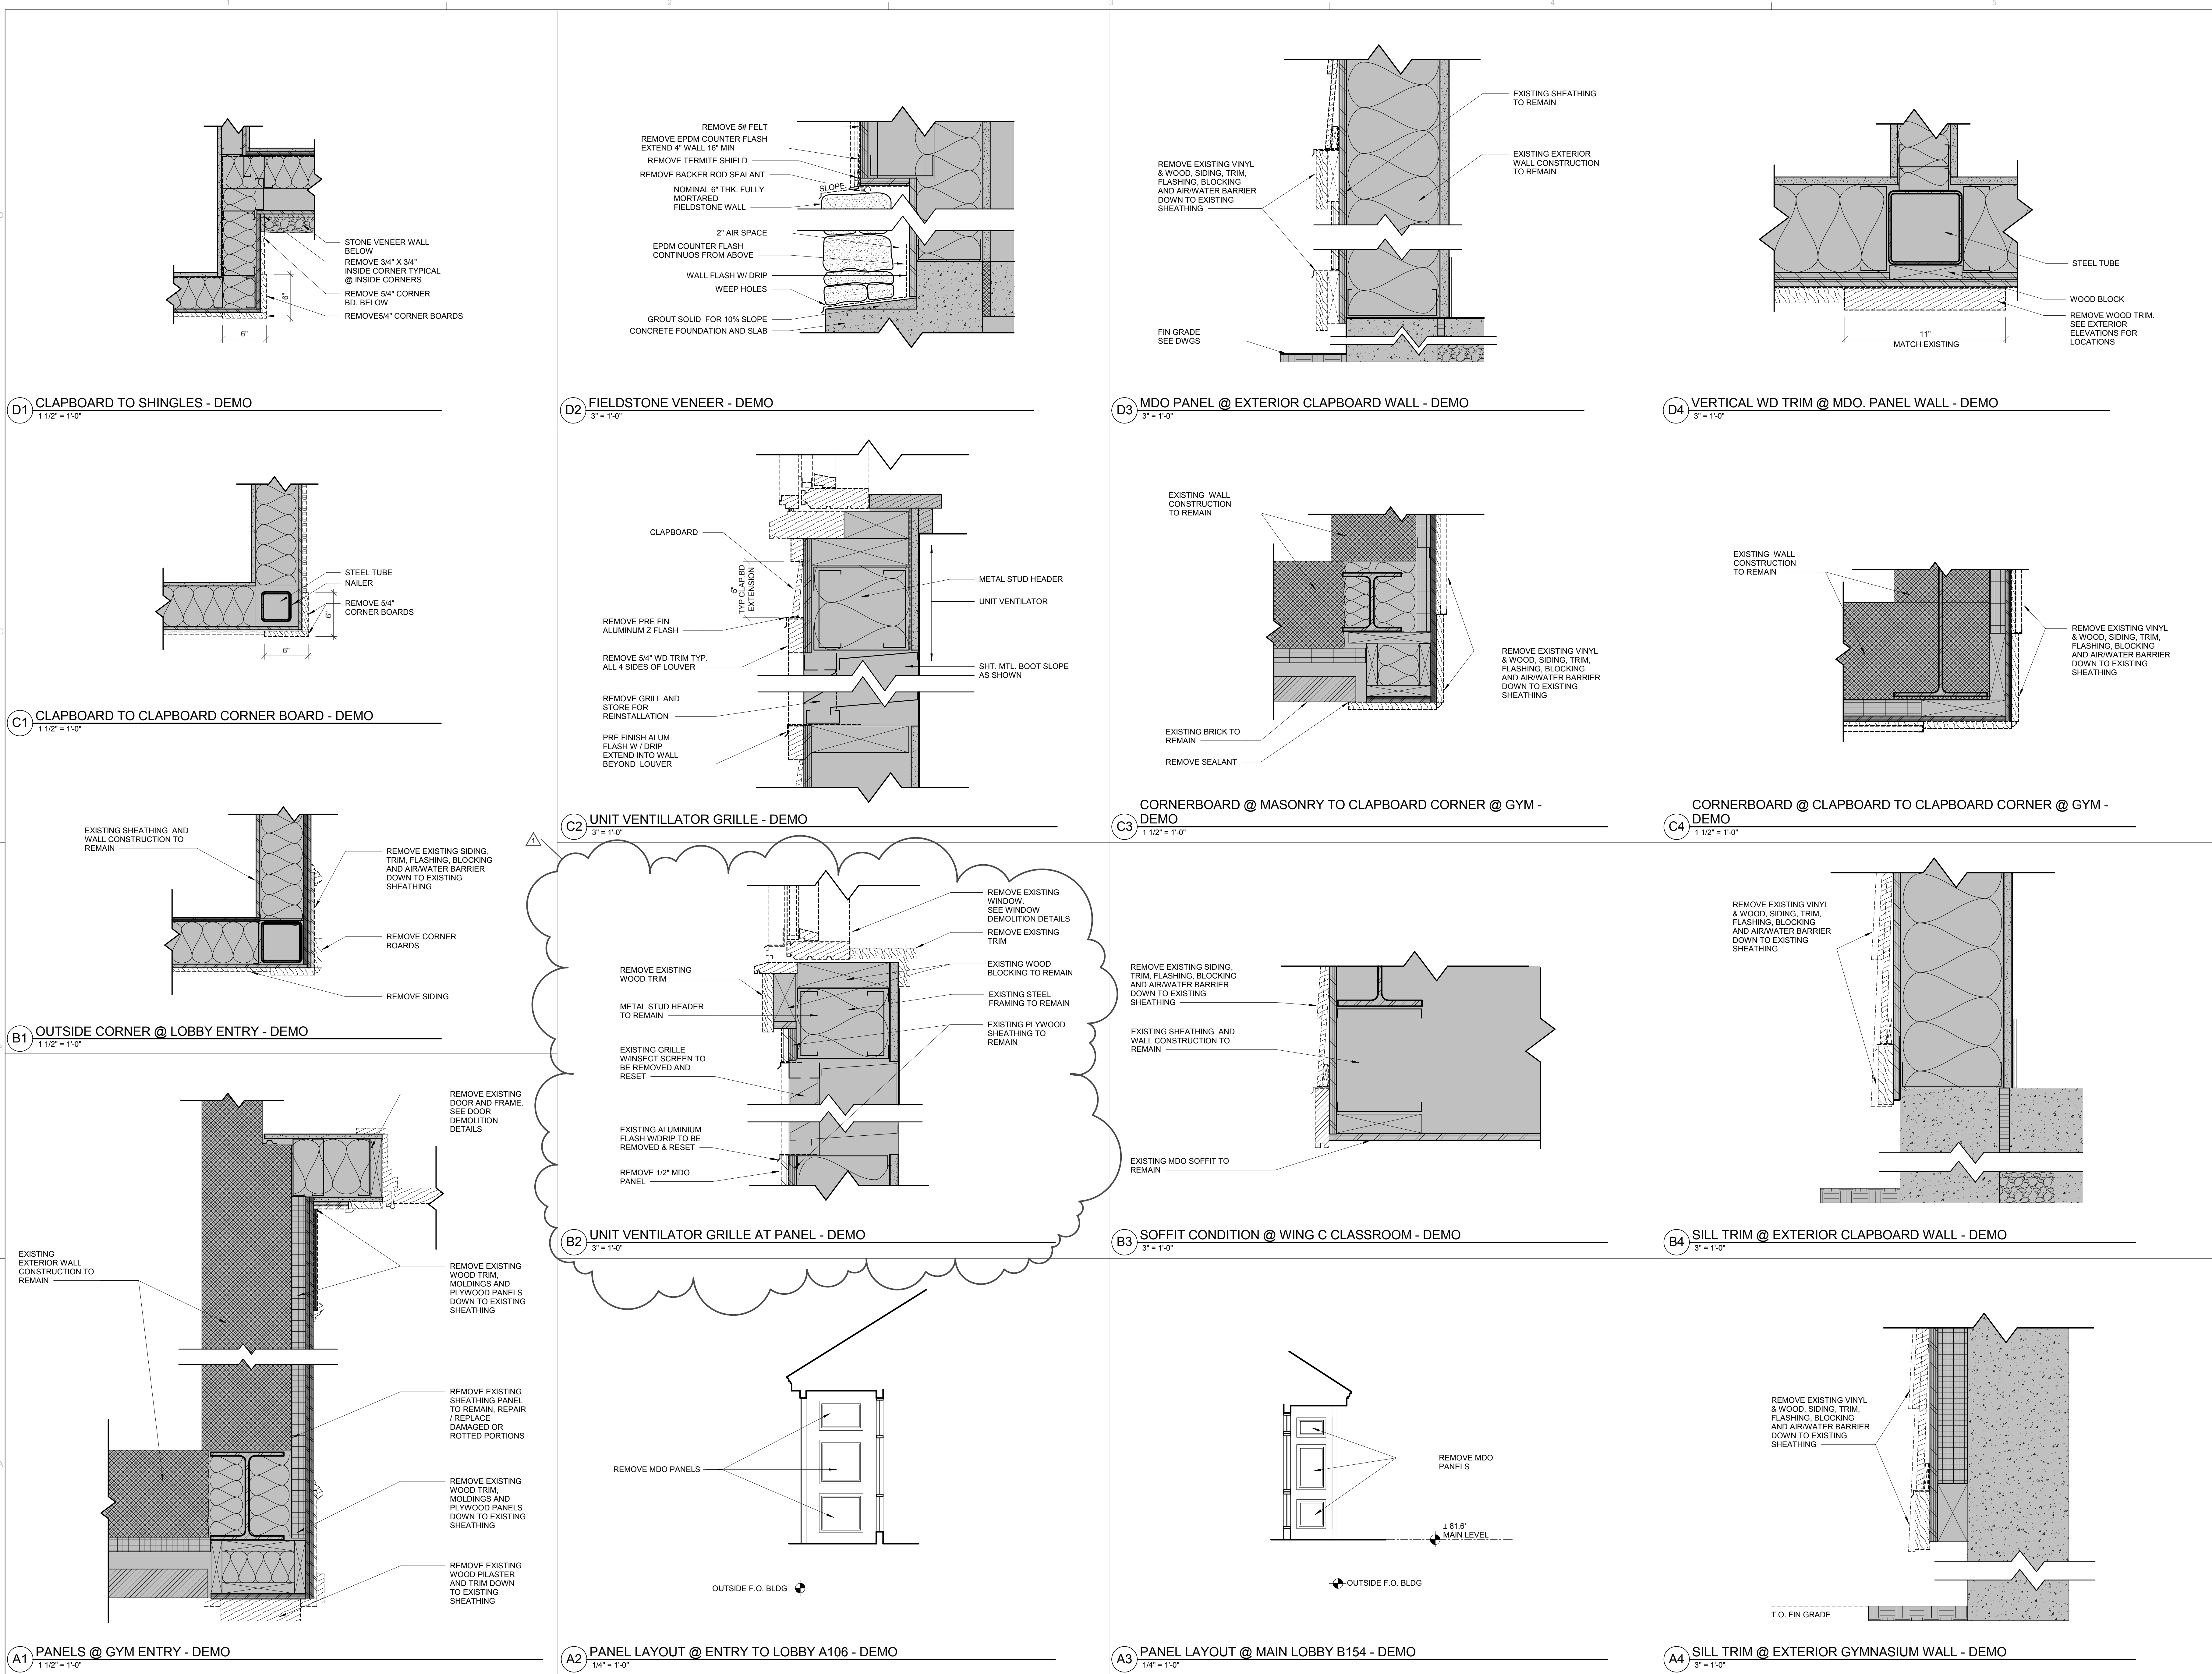 1
2
3
4
5
D
C
B
A
STONE VENEER WALL
BELOW
REMOVE 3/4" X 3/4"
INSIDE CORNER TYPICAL
@ INSIDE CORNERS
REMOVE 5/4" CORNER
BD. BELOW
REMOVE5/4" CORNER BOARDS
6"
6"
D1 CLAPBOARD TO SHINGLES - DEMO
1 1/2" = 1'-0"
REMOVE 5# FELT
REMOVE EPDM COUNTER FLASH
EXTEND 4" WALL 16" MIN
REMOVE TERMITE SHIELD
REMOVE BACKER ROD SEALANT
NOMINAL 6" THK. FULLY
MORTARED
FIELDSTONE WALL
SLOPE
2" AIR SPACE
EPDM COUNTER FLASH
CONTINUOS FROM ABOVE
WALL FLASH W/ DRIP
WEEP HOLES
GROUT SOLID FOR 10% SLOPE
CONCRETE FOUNDATION AND SLAB
D2 FIELDSTONE VENEER - DEMO
3" = 1'-0"
EXISTING SHEATHING
TO REMAIN
EXISTING EXTERIOR
WALL CONSTRUCTION
TO REMAIN
REMOVE EXISTING VINYL
& WOOD, SIDING, TRIM,
FLASHING, BLOCKING
AND AIR/WATER BARRIER
DOWN TO EXISTING
SHEATHING
FIN GRADE
SEE DWGS
D3 MDO PANEL @ EXTERIOR CLAPBOARD WALL - DEMO
3" = 1'-0"
STEEL TUBE
WOOD BLOCK
REMOVE WOOD TRIM.
SEE EXTERIOR
ELEVATIONS FOR
LOCATIONS
11"
MATCH EXISTING
D4 VERTICAL WD TRIM @ MDO. PANEL WALL - DEMO
3" = 1'-0"
STEEL TUBE
NAILER
REMOVE 5/4"
CORNER BOARDS
6"
6"
C1 CLAPBOARD TO CLAPBOARD CORNER BOARD - DEMO
1 1/2" = 1'-0"
CLAPBOARD
5"
TYP CLAP.BD
EXTENSION
REMOVE PRE FIN
ALUMINUM Z FLASH
REMOVE 5/4" WD TRIM TYP.
ALL 4 SIDES OF LOUVER
REMOVE GRILL AND
STORE FOR
REINSTALLATION
PRE FINISH ALUM
FLASH W / DRIP
EXTEND INTO WALL
BEYOND LOUVER
METAL STUD HEADER
UNIT VENTILATOR
SHT. MTL. BOOT SLOPE
AS SHOWN
C2 UNIT VENTILLATOR GRILLE - DEMO
3" = 1'-0"
EXISTING WALL
CONSTRUCTION
TO REMAIN
REMOVE EXISTING VINYL
& WOOD, SIDING, TRIM,
FLASHING, BLOCKING
AND AIR/WATER BARRIER
DOWN TO EXISTING
SHEATHING
EXISTING BRICK TO
REMAIN
REMOVE SEALANT
C3 CORNERBOARD @ MASONRY TO CLAPBOARD CORNER @ GYM -
DEMO
1 1/2" = 1'-0"
EXISTING WALL
CONSTRUCTION
TO REMAIN
REMOVE EXISTING VINYL
& WOOD, SIDING, TRIM,
FLASHING, BLOCKING
AND AIR/WATER BARRIER
DOWN TO EXISTING
SHEATHING
C4 CORNERBOARD @ CLAPBOARD TO CLAPBOARD CORNER @ GYM -
DEMO
1 1/2" = 1'-0"
EXISTING SHEATHING AND
WALL CONSTRUCTION TO
REMAIN
REMOVE EXISTING SIDING,
TRIM, FLASHING, BLOCKING
AND AIR/WATER BARRIER
DOWN TO EXISTING
SHEATHING
REMOVE CORNER
BOARDS
REMOVE SIDING
B1 OUTSIDE CORNER @ LOBBY ENTRY - DEMO
1 1/2" = 1'-0"
1
REMOVE EXISTING
WINDOW.
SEE WINDOW
DEMOLITION DETAILS
REMOVE EXISTING
TRIM
EXISTING WOOD
BLOCKING TO REMAIN
EXISTING STEEL
FRAMING TO REMAIN
EXISTING PLYWOOD
SHEATHING TO
REMAIN
REMOVE EXISTING
WOOD TRIM
METAL STUD HEADER
TO REMAIN
EXISTING GRILLE
W/INSECT SCREEN TO
BE REMOVED AND
RESET
EXISTING ALUMINIUM
FLASH W/DRIP TO BE
REMOVED & RESET
REMOVE 1/2" MDO
PANEL
B2 UNIT VENTILATOR GRILLE AT PANEL - DEMO
3" = 1'-0"
REMOVE EXISTING SIDING,
TRIM, FLASHING, BLOCKING
AND AIR/WATER BARRIER
DOWN TO EXISTING
SHEATHING
EXISTING SHEATHING AND
WALL CONSTRUCTION TO
REMAIN
EXISTING MDO SOFFIT TO
REMAIN
B3 SOFFIT CONDITION @ WING C CLASSROOM - DEMO
3" = 1'-0"
REMOVE EXISTING VINYL
& WOOD, SIDING, TRIM,
FLASHING, BLOCKING
AND AIR/WATER BARRIER
DOWN TO EXISTING
SHEATHING
B4 SILL TRIM @ EXTERIOR CLAPBOARD WALL - DEMO
3" = 1'-0"
REMOVE EXISTING
DOOR AND FRAME.
SEE DOOR
DEMOLITION
DETAILS
EXISTING
EXTERIOR WALL
CONSTRUCTION TO
REMAIN
REMOVE EXISTING
WOOD TRIM,
MOLDINGS AND
PLYWOOD PANELS
DOWN TO EXISTING
SHEATHING
REMOVE EXISTING
SHEATHING PANEL
TO REMAIN, REPAIR
/ REPLACE
DAMAGED OR
ROTTED PORTIONS
REMOVE EXISTING
WOOD TRIM,
MOLDINGS AND
PLYWOOD PANELS
DOWN TO EXISTING
SHEATHING
REMOVE EXISTING
WOOD PILASTER
AND TRIM DOWN
TO EXISTING
SHEATHING
A1 PANELS @ GYM ENTRY - DEMO
1 1/2" = 1'-0"
REMOVE MDO PANELS
OUTSIDE F.O. BLDG
A2 PANEL LAYOUT @ ENTRY TO LOBBY A106 - DEMO
1/4" = 1'-0"
REMOVE MDO
PANELS
± 81.6'
MAIN LEVEL
OUTSIDE F.O. BLDG
A3 PANEL LAYOUT @ MAIN LOBBY B154 - DEMO
1/4" = 1'-0"
REMOVE EXISTING VINYL
& WOOD, SIDING, TRIM,
FLASHING, BLOCKING
AND AIR/WATER BARRIER
DOWN TO EXISTING
SHEATHING
T.O. FIN GRADE
A4 SILL TRIM @ EXTERIOR GYMNASIUM WALL - DEMO
3" = 1'-0"